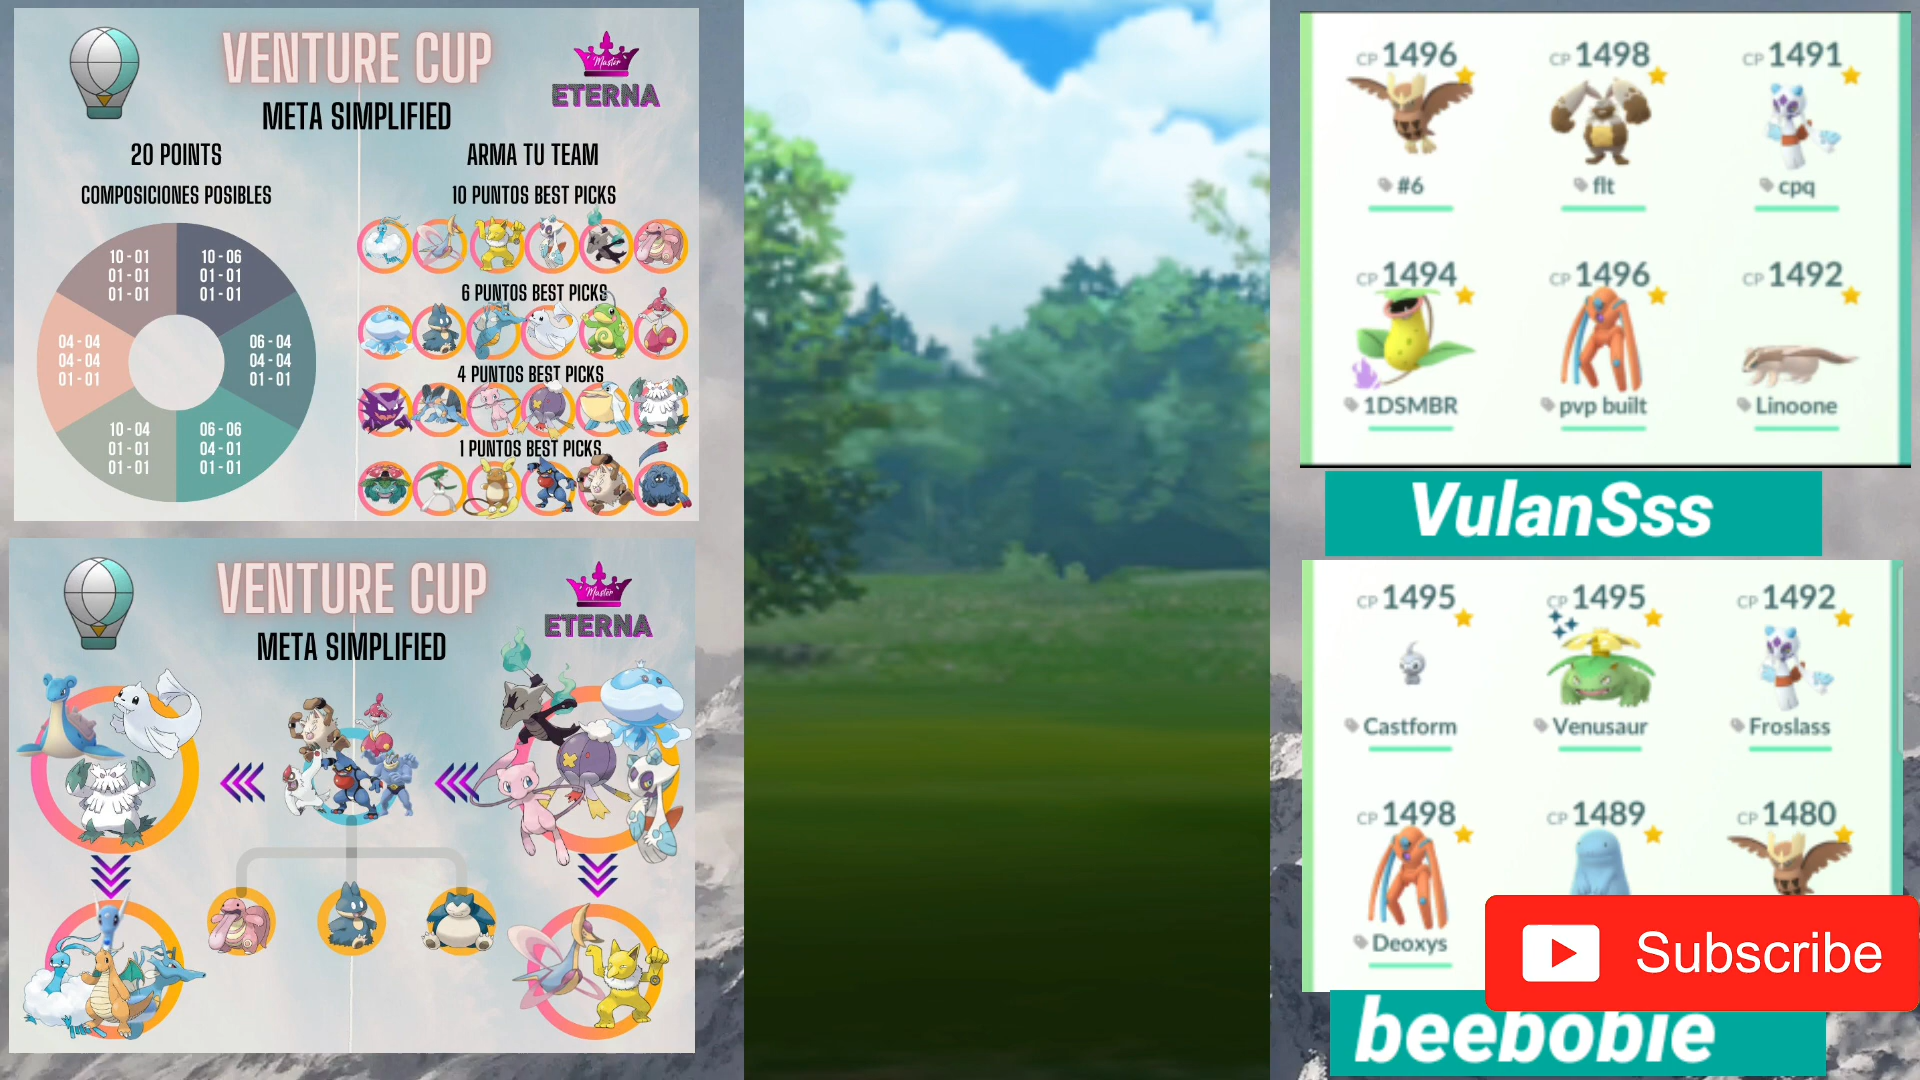 VENTURE CUP
Master
ETERNA
META SIMPLIFIED
20 POINTS
COMPOSICIONES POSIBLES
10 - 01
01 - 01
01 - 01
10 - 06
01 - 01
01 - 01
04 - 04
04 - 04
01 - 01
06 - 04
04 - 04
01 - 01
10 - 04
01 - 01
01 - 01
06 - 06
04 - 01
01 - 01
ARMA TU TEAM
10 PUNTOS BEST PICKS
6 PUNTOS BEST PICKS
4 PUNTOS BEST PICKS
1 PUNTOS BEST PICKS
VENTURE CUP
Master
ETERNA
META SIMPLIFIED
CP 1496 CP 1498 CP 1491
#6 flt cpq
CP 1494 CP 1496 CP 1492
1DSMBR pvp built Linoone
VulanSss
CP 1495 CP 1495 CP 1492
Castform Venusaur Froslass
CP 1498 CP 1489 CP 1480
Deoxys
Subscribe
beebobie